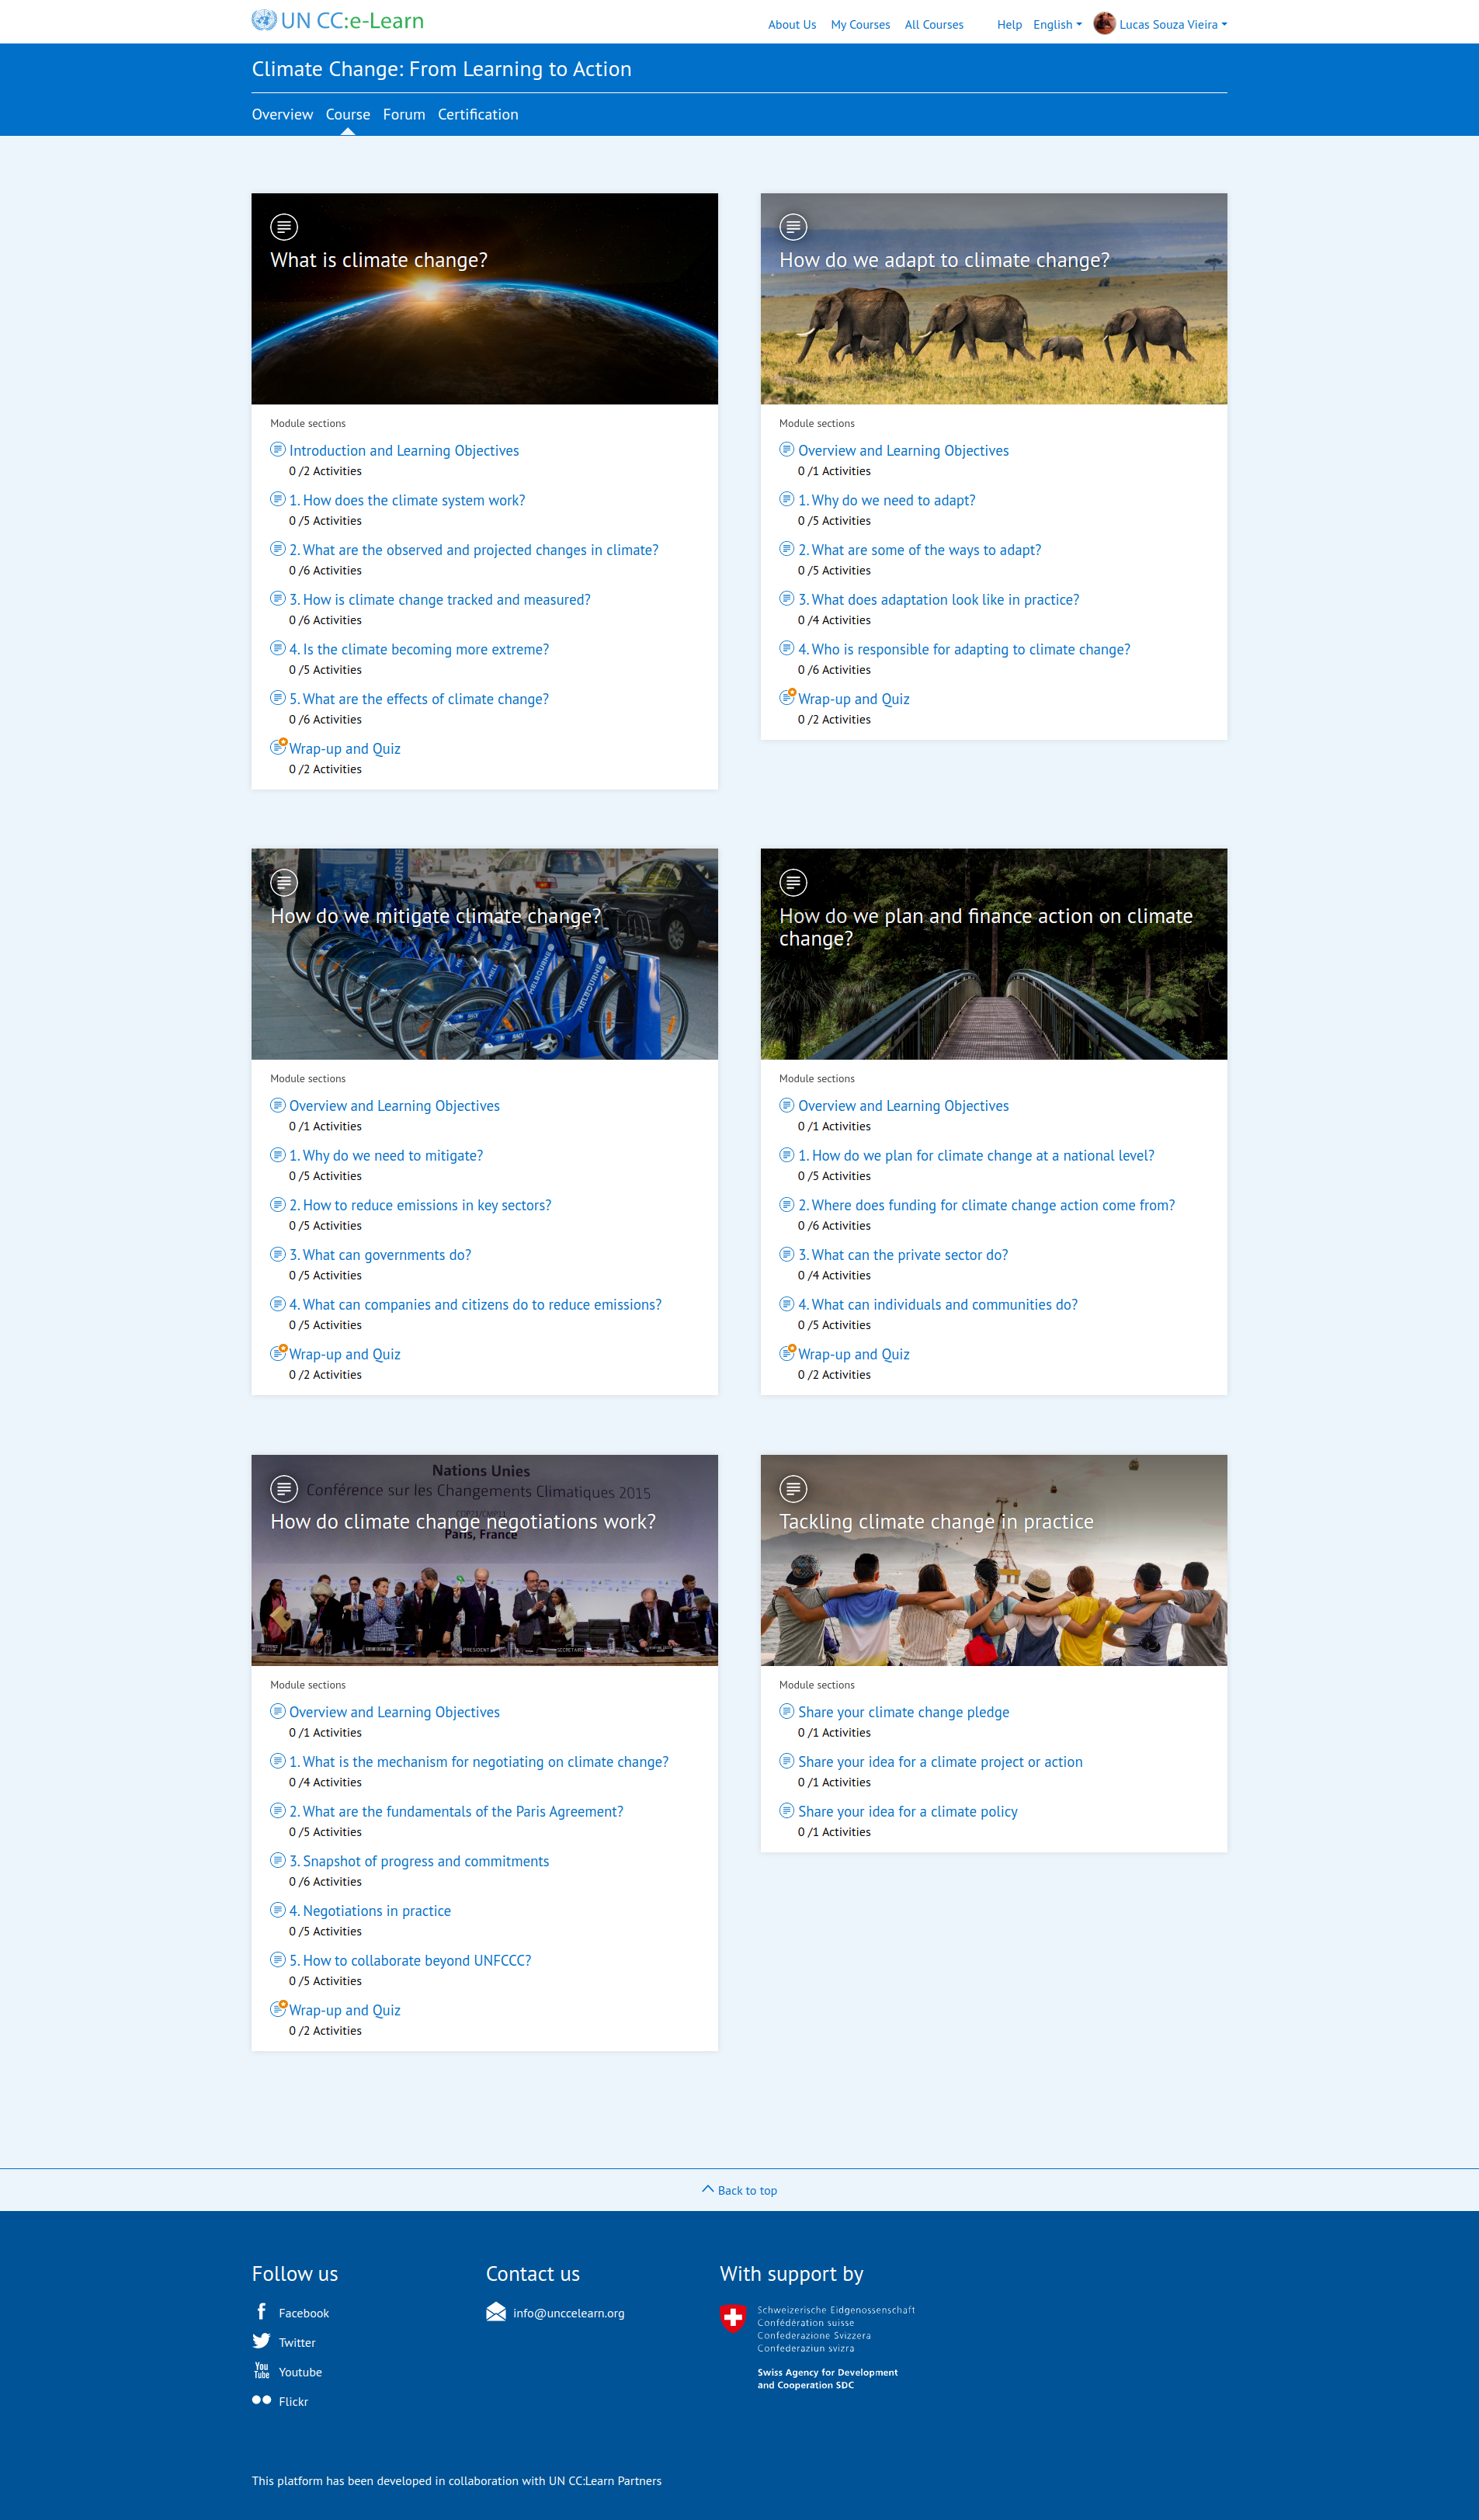 UN CC:e-Learn
About Us My Courses All Courses Help English Lucas Souza Vieira
Climate Change: From Learning to Action
Overview Course Forum Certification
What is climate change?
Module sections
Introduction and Learning Objectives
0 /2 Activities
1. How does the climate system work?
0 /5 Activities
2. What are the observed and projected changes in climate?
0 /6 Activities
3. How is climate change tracked and measured?
0 /6 Activities
4. Is the climate becoming more extreme?
0 /5 Activities
5. What are the effects of climate change?
0 /6 Activities
Wrap-up and Quiz
0 /2 Activities
How do we adapt to climate change?
Module sections
Overview and Learning Objectives
0 /1 Activities
1. Why do we need to adapt?
0 /5 Activities
2. What are some of the ways to adapt?
0 /5 Activities
3. What does adaptation look like in practice?
0 /4 Activities
4. Who is responsible for adapting to climate change?
0 /6 Activities
Wrap-up and Quiz
0 /2 Activities
How do we mitigate climate change?
MELBOURNE
MELBOURNE
Module sections
Overview and Learning Objectives
0 /1 Activities
1. Why do we need to mitigate?
0 /5 Activities
2. How to reduce emissions in key sectors?
0 /5 Activities
3. What can governments do?
0 /5 Activities
4. What can companies and citizens do to reduce emissions?
0 /5 Activities
Wrap-up and Quiz
0 /2 Activities
How do we plan and finance action on climate
change?
Module sections
Overview and Learning Objectives
0 /1 Activities
1. How do we plan for climate change at a national level?
0 /5 Activities
2. Where does funding for climate change action come from?
0 /6 Activities
3. What can the private sector do?
0 /4 Activities
4. What can individuals and communities do?
0 /5 Activities
Wrap-up and Quiz
0 /2 Activities
Nations Unies
Conférence sur les Changements Climatiques 2015
COP21/CMP11
How do climate change negotiations work?
Paris, France
PRESIDENT
SECRETAIRE
Module sections
Overview and Learning Objectives
0 /1 Activities
1. What is the mechanism for negotiating on climate change?
0 /4 Activities
2. What are the fundamentals of the Paris Agreement?
0 /5 Activities
3. Snapshot of progress and commitments
0 /6 Activities
4. Negotiations in practice
0 /5 Activities
5. How to collaborate beyond UNFCCC?
0 /5 Activities
Wrap-up and Quiz
0 /2 Activities
Tackling climate change in practice
Module sections
Share your climate change pledge
0 /1 Activities
Share your idea for a climate project or action
0 /1 Activities
Share your idea for a climate policy
0 /1 Activities
Back to top
Follow us
Facebook
Twitter
You
Tube
Youtube
Flickr
Contact us
info@unccelearn.org
With support by
Schweizerische Eidgenossenschaft
Confédération suisse
Confederazione Svizzera
Confederaziun svizra
Swiss Agency for Development
and Cooperation SDC
This platform has been developed in collaboration with UN CC:Learn Partners